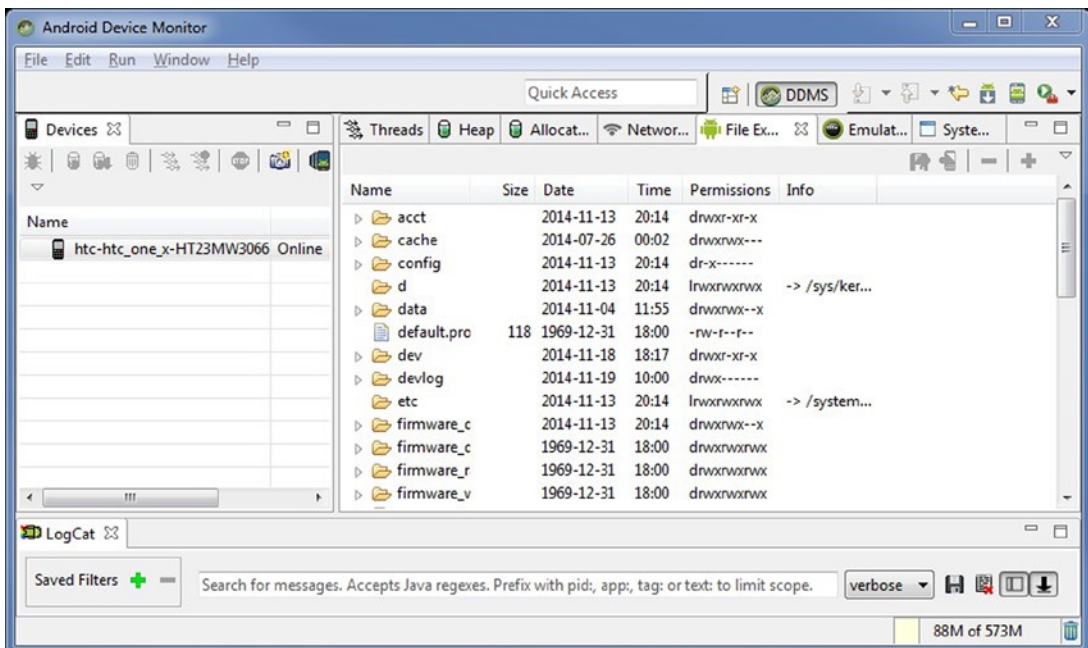 Android Device Monitor
File Edit Run Window Help
Quick Access
DDMS
Devices
Threads Heap Allocat... Networ... File Ex... Emulat... Syste...
Name
htc-htc_one_x-HT23MW3066 Online
Name Size Date Time Permissions Info
acct 2014-11-13 20:14 drwxr-xr-x
cache 2014-07-26 00:02 drwxrwx---
config 2014-11-13 20:14 dr-x------
d 2014-11-13 20:14 lrwxrwxrwx -> /sys/ker...
data 2014-11-04 11:55 drwxrwx--x
default.pro 118 1969-12-31 18:00 -rw-r--r--
dev 2014-11-18 18:17 drwxr-xr-x
devlog 2014-11-19 10:00 drwx------
etc 2014-11-13 20:14 lrwxrwxrwx -> /system...
firmware_c 2014-11-13 20:14 drwxrwx--x
firmware_c 1969-12-31 18:00 drwxrwxrwx
firmware_r 1969-12-31 18:00 drwxrwxrwx
firmware_v 1969-12-31 18:00 drwxrwxrwx
LogCat
Saved Filters
Search for messages. Accepts Java regexes. Prefix with pid:, app:, tag: or text: to limit scope.
verbose
88M of 573M